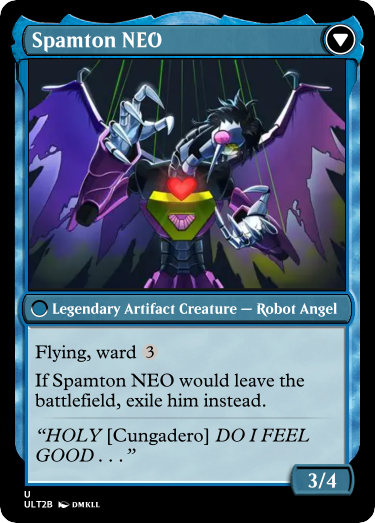 Spamton NEO
Legendary Artifact Creature — Robot Angel
Flying, ward 3
If Spamton NEO would leave the
battlefield, exile him instead.
“HOLY [Cungadero] DO I FEEL
GOOD . . .”
3/4
U
ULT2B DMKLL